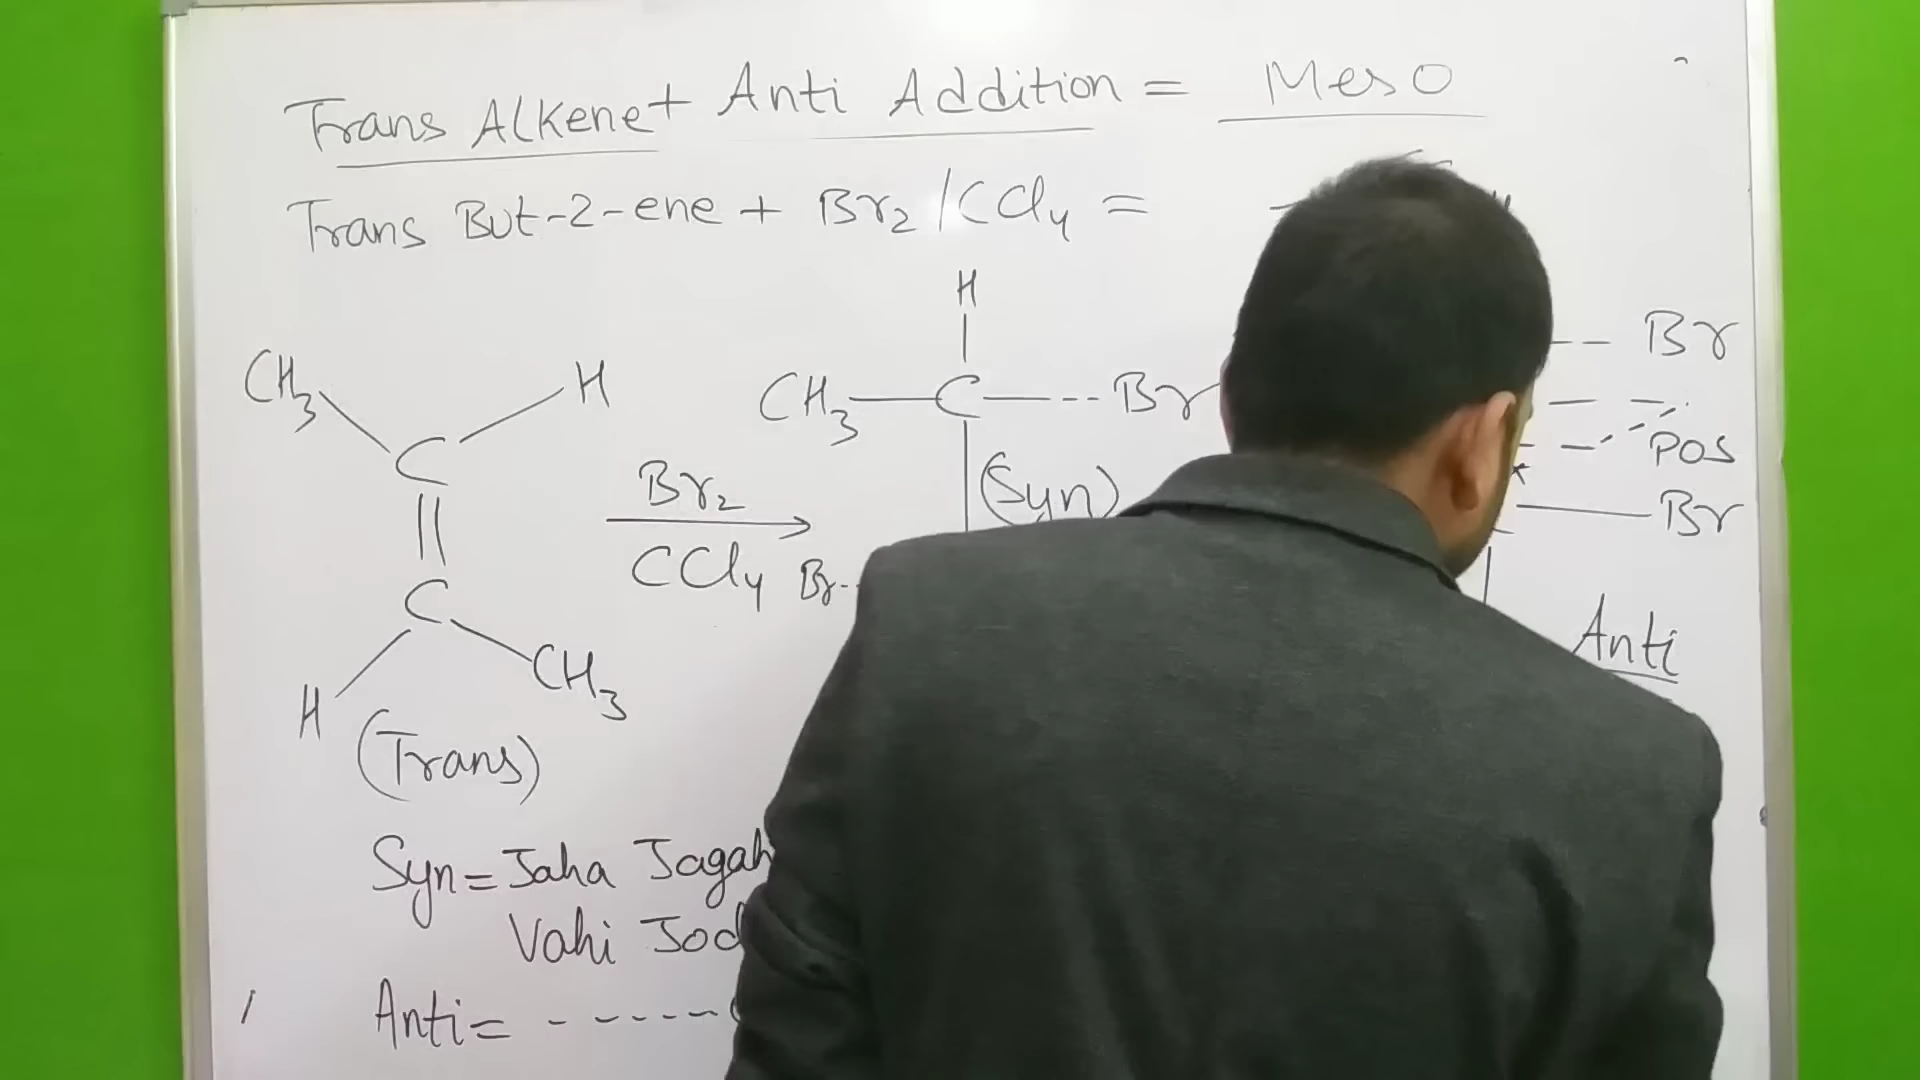 Trans Alkene + Anti Addition = Meso
Trans But-2-ene + Br2/CCl4 =
H
CH3 H
CH3 C Br
Br
C
Br2
(Syn)
POS
CCl4 Br
Br
C
H CH3
Anti
(Trans)
Syn = Jaha Jagah
Vahi Jod
Anti =